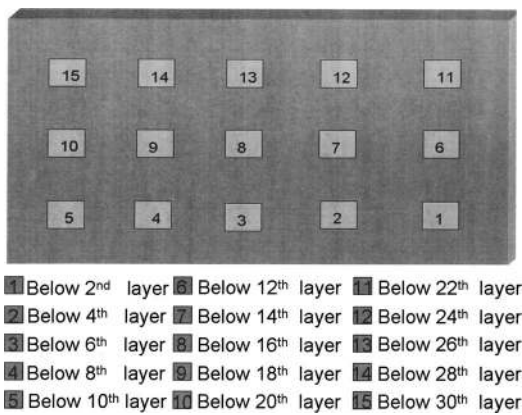 15 14 13 12 11
10 9 8 7 6
5 4 3 2 1
1 Below 2nd layer 6 Below 12th layer 11 Below 22th layer
2 Below 4th layer 7 Below 14th layer 12 Below 24th layer
3 Below 6th layer 8 Below 16th layer 13 Below 26th layer
4 Below 8th layer 9 Below 18th layer 14 Below 28th layer
5 Below 10th layer 10 Below 20th layer 15 Below 30th layer